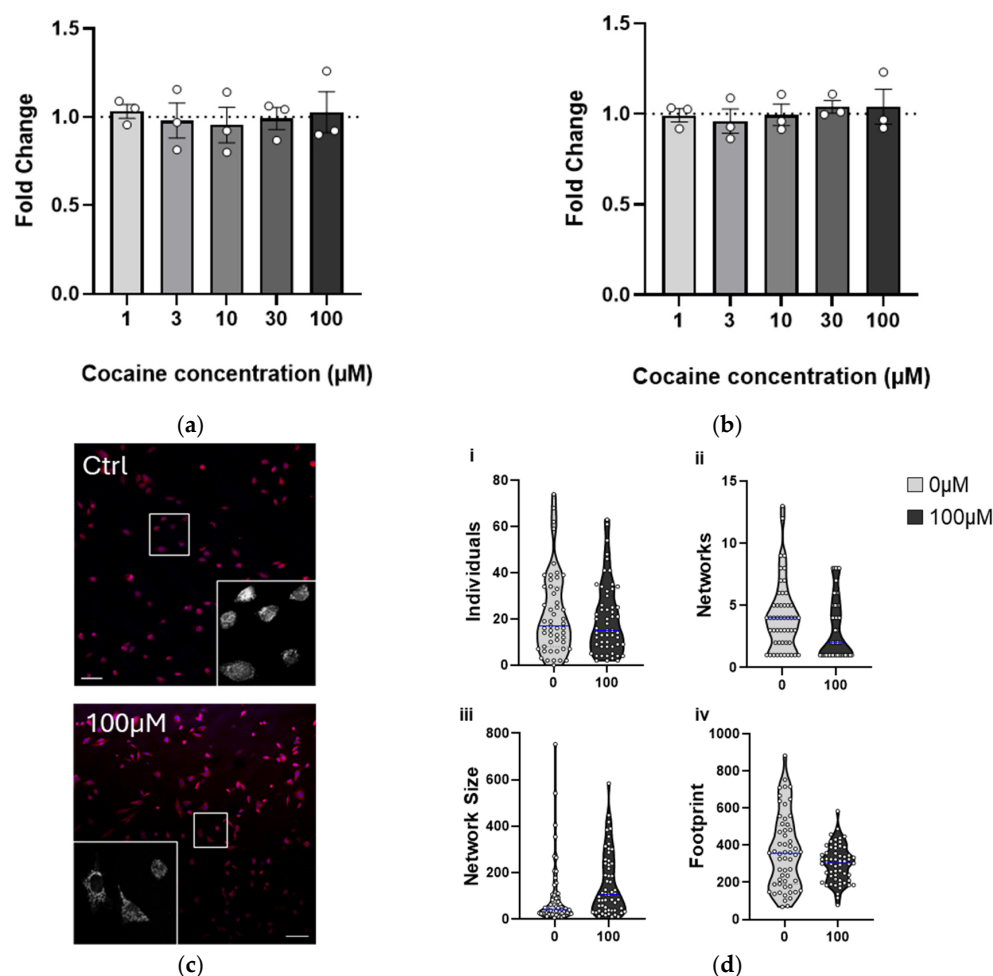 1.5
1.0
0.5
0.0
Fold Change
1 3 10 30 100
Cocaine concentration (µM)
(a)
1.5
1.0
0.5
0.0
Fold Change
1 3 10 30 100
Cocaine concentration (µM)
(b)
Ctrl
100µM
(c)
i
80
60
40
20
0
Individuals
0 100
ii
15
10
5
0
Networks
0 100
0µM
100µM
iii
800
600
400
200
0
Network Size
0 100
iv
1000
800
600
400
200
0
Footprint
0 100
(d)